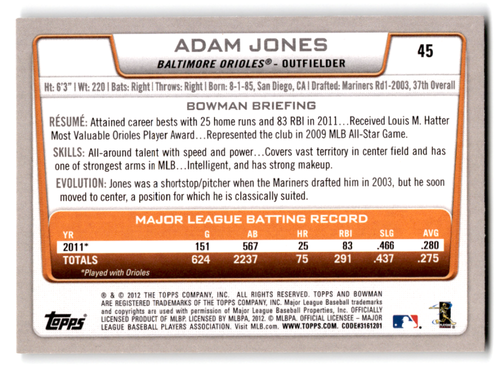 ADAM JONES
45
BALTIMORE ORIOLES® - OUTFIELDER
Ht: 6'3" | Wt: 220 | Bats: Right | Throws: Right | Born: 8-1-85, San Diego, CA | Drafted: Mariners Rd1-2003, 37th Overall
BOWMAN BRIEFING
RÉSUMÉ: Attained career bests with 25 home runs and 83 RBI in 2011...Received Louis M. Hatter
Most Valuable Orioles Player Award...Represented the club in 2009 MLB All-Star Game.
SKILLS: All-around talent with speed and power...Covers vast territory in center field and has
one of strongest arms in MLB...Intelligent, and has strong makeup.
EVOLUTION: Jones was a shortstop/pitcher when the Mariners drafted him in 2003, but he soon
moved to center, a position for which he is classically suited.
MAJOR LEAGUE BATTING RECORD
YR G AB HR RBI SLG AVG
2011* 151 567 25 83 .466 .280
TOTALS 624 2237 75 291 .437 .275
*Played with Orioles
® & © 2012 THE TOPPS COMPANY, INC. ALL RIGHTS RESERVED. TOPPS AND BOWMAN
ARE REGISTERED TRADEMARKS OF THE TOPPS COMPANY, INC. Major League Baseball trademarks
and copyrights are used with permission of Major League Baseball Properties, Inc. OFFICIALLY
LICENSED PRODUCT OF MLBP. LICENSED BY MLBPA, 2012. © MLBPA. OFFICIAL LICENSEE - MAJOR
LEAGUE BASEBALL PLAYERS ASSOCIATION. Visit MLB.com. WWW.TOPPS.COM. CODE#3161201
TOPPS